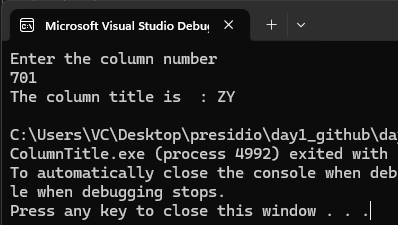 Microsoft Visual Studio Debu
Enter the column number
701
The column title is  : ZY
C:\Users\VC\Desktop\presidio\day1_github\da
ColumnTitle.exe (process 4992) exited with
To automatically close the console when deb
le when debugging stops.
Press any key to close this window . . .